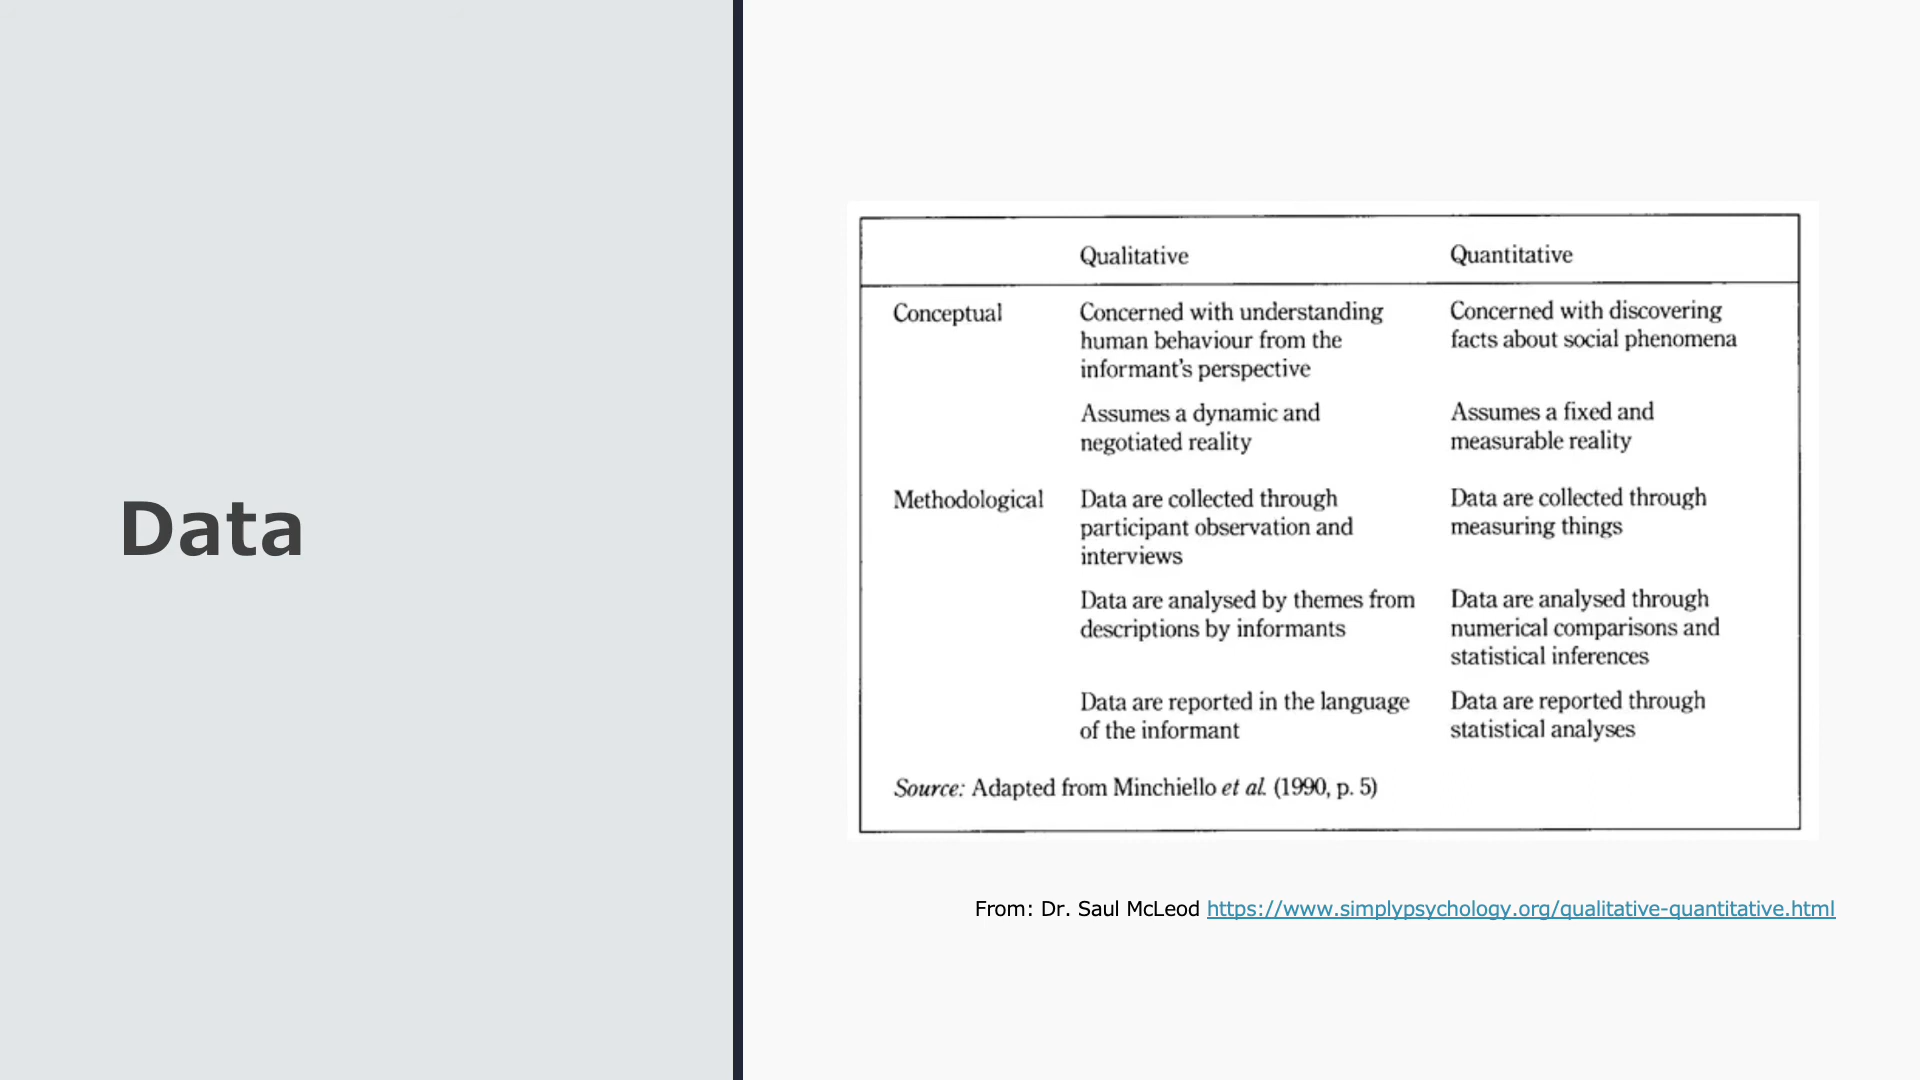 Data
Qualitative Quantitative
Conceptual Concerned with understanding Concerned with discovering
human behaviour from the facts about social phenomena
informant's perspective
Assumes a dynamic and Assumes a fixed and
negotiated reality measurable reality
Methodological Data are collected through Data are collected through
participant observation and measuring things
interviews
Data are analysed by themes from Data are analysed through
descriptions by informants numerical comparisons and
statistical inferences
Data are reported in the language Data are reported through
of the informant statistical analyses
Source: Adapted from Minchiello et al. (1990, p. 5)
From: Dr. Saul McLeod https://www.simplypsychology.org/qualitative-quantitative.html